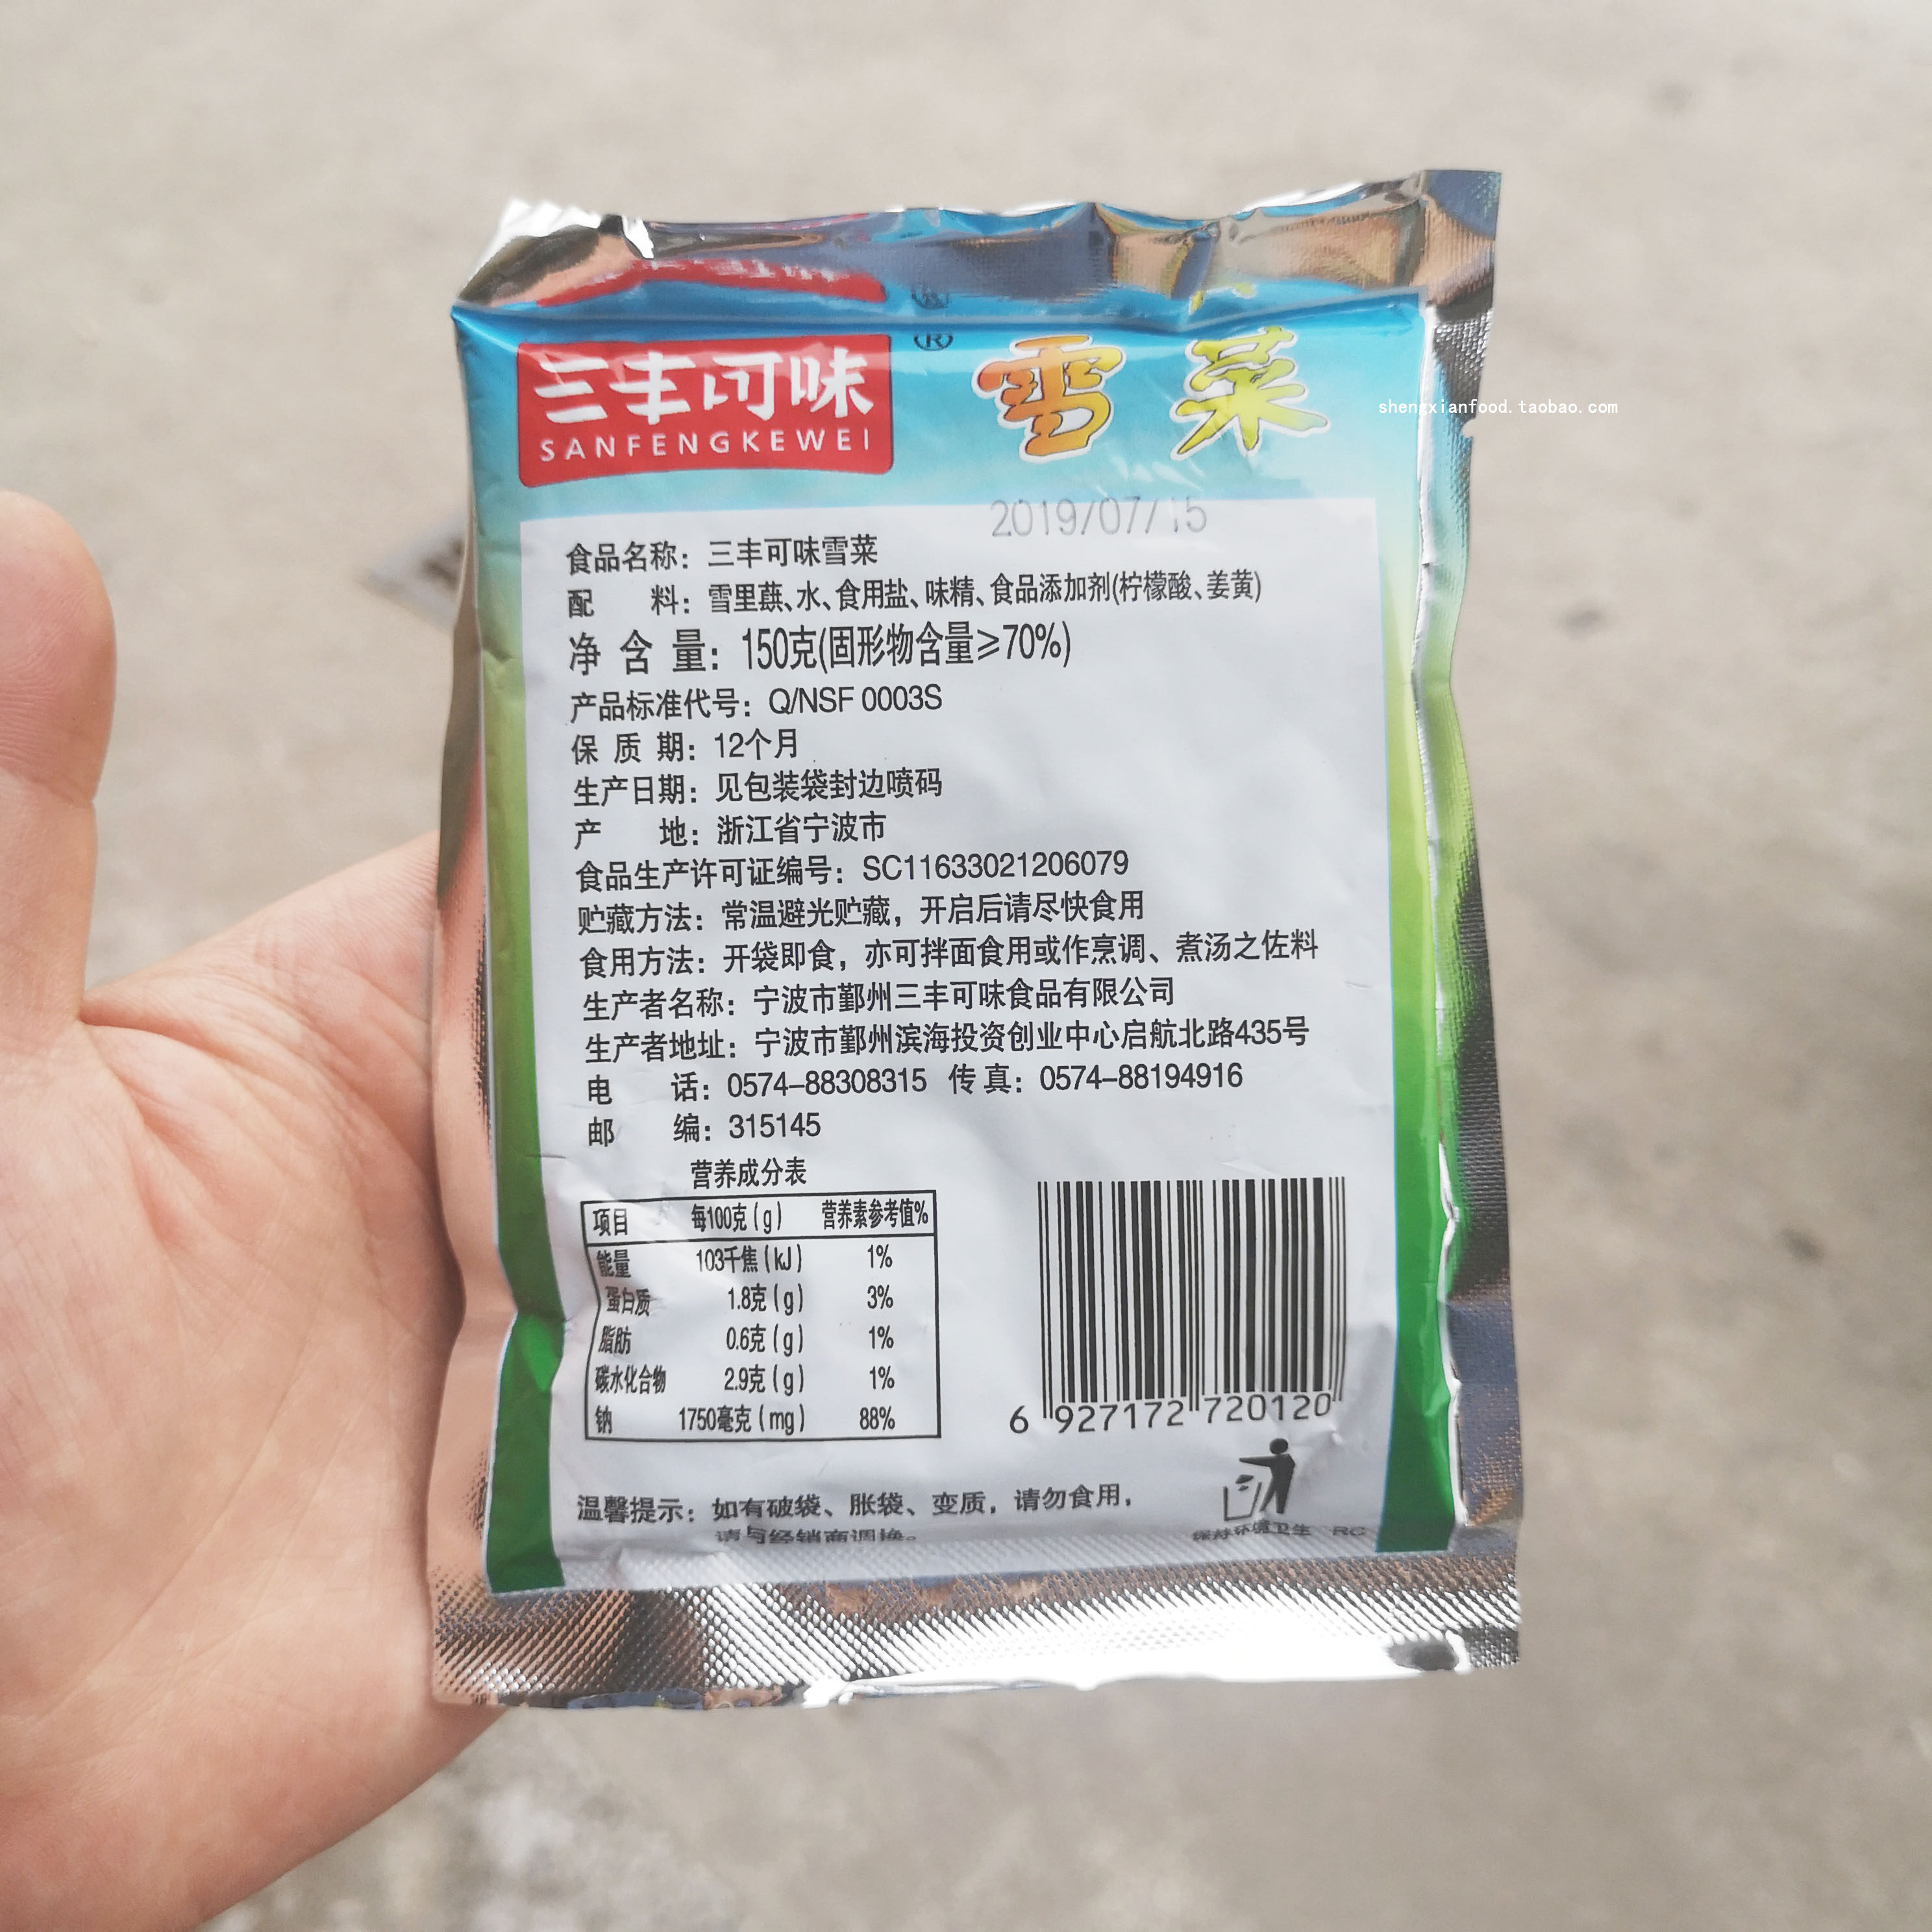 三丰可味
SANFENGKEWEI
®
雪菜
shengxianfood.taobao.com
2019/07/15
食品名称：三丰可味雪菜
配料：雪里蕻、水、食用盐、味精、食品添加剂(柠檬酸、姜黄)
净含量：150克(固形物含量≥70%)
产品标准代号：Q/NSF 0003S
保质期：12个月
生产日期：见包装袋封边喷码
产地：浙江省宁波市
食品生产许可证编号：SC11633021206079
贮藏方法：常温避光贮藏，开启后请尽快食用
食用方法：开袋即食，亦可拌面食用或作烹调、煮汤之佐料
生产者名称：宁波市鄞州三丰可味食品有限公司
生产者地址：宁波市鄞州滨海投资创业中心启航北路435号
电话：0574-88308315 传真：0574-88194916
邮编：315145
营养成分表
项目 每100克(g) 营养素参考值%
能量 103千焦(kJ) 1%
蛋白质 1.8克(g) 3%
脂肪 0.6克(g) 1%
碳水化合物 2.9克(g) 1%
钠 1750毫克(mg) 88%
6 927172 720120
温馨提示：如有破袋、胀袋、变质，请勿食用，
请与经销商调换。
保持环境卫生 RC